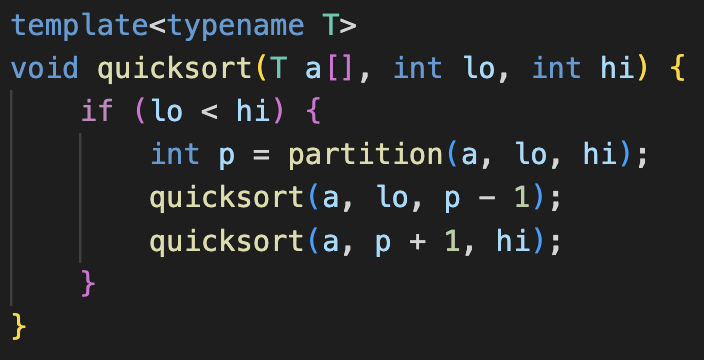 template<typename T>
void quicksort(T a[], int lo, int hi) {
    if (lo < hi) {
        int p = partition(a, lo, hi);
        quicksort(a, lo, p - 1);
        quicksort(a, p + 1, hi);
    }
}